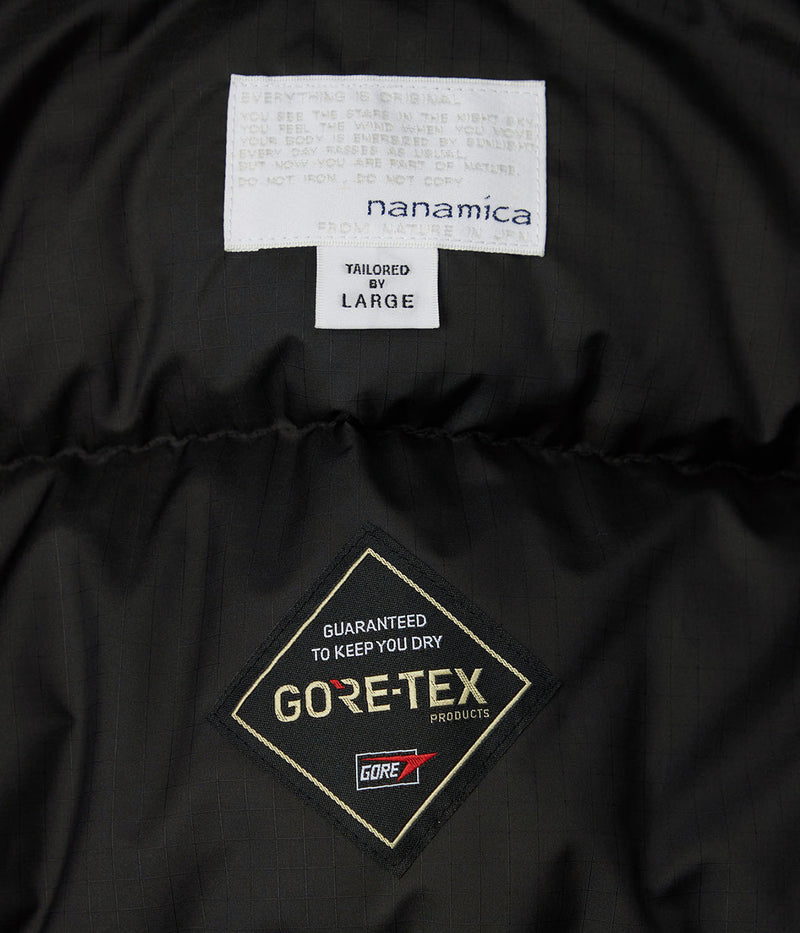 EVERYTHING IS ORIGINAL
YOU SEE THE STARS IN THE NIGHT SKY.
YOU FEEL THE WIND WHEN YOU MOVE.
YOUR BODY IS ENERGIZED BY SUNLIGHT.
EVERY DAY PASSES AS USUAL.
BUT NOW YOU ARE PART OF NATURE.
DO NOT IRON, DO NOT COPY
nanamica
FROM NATURE IN JPN
TAILORED
BY
LARGE
GUARANTEED
TO KEEP YOU DRY
GORE-TEX
PRODUCTS
GORE